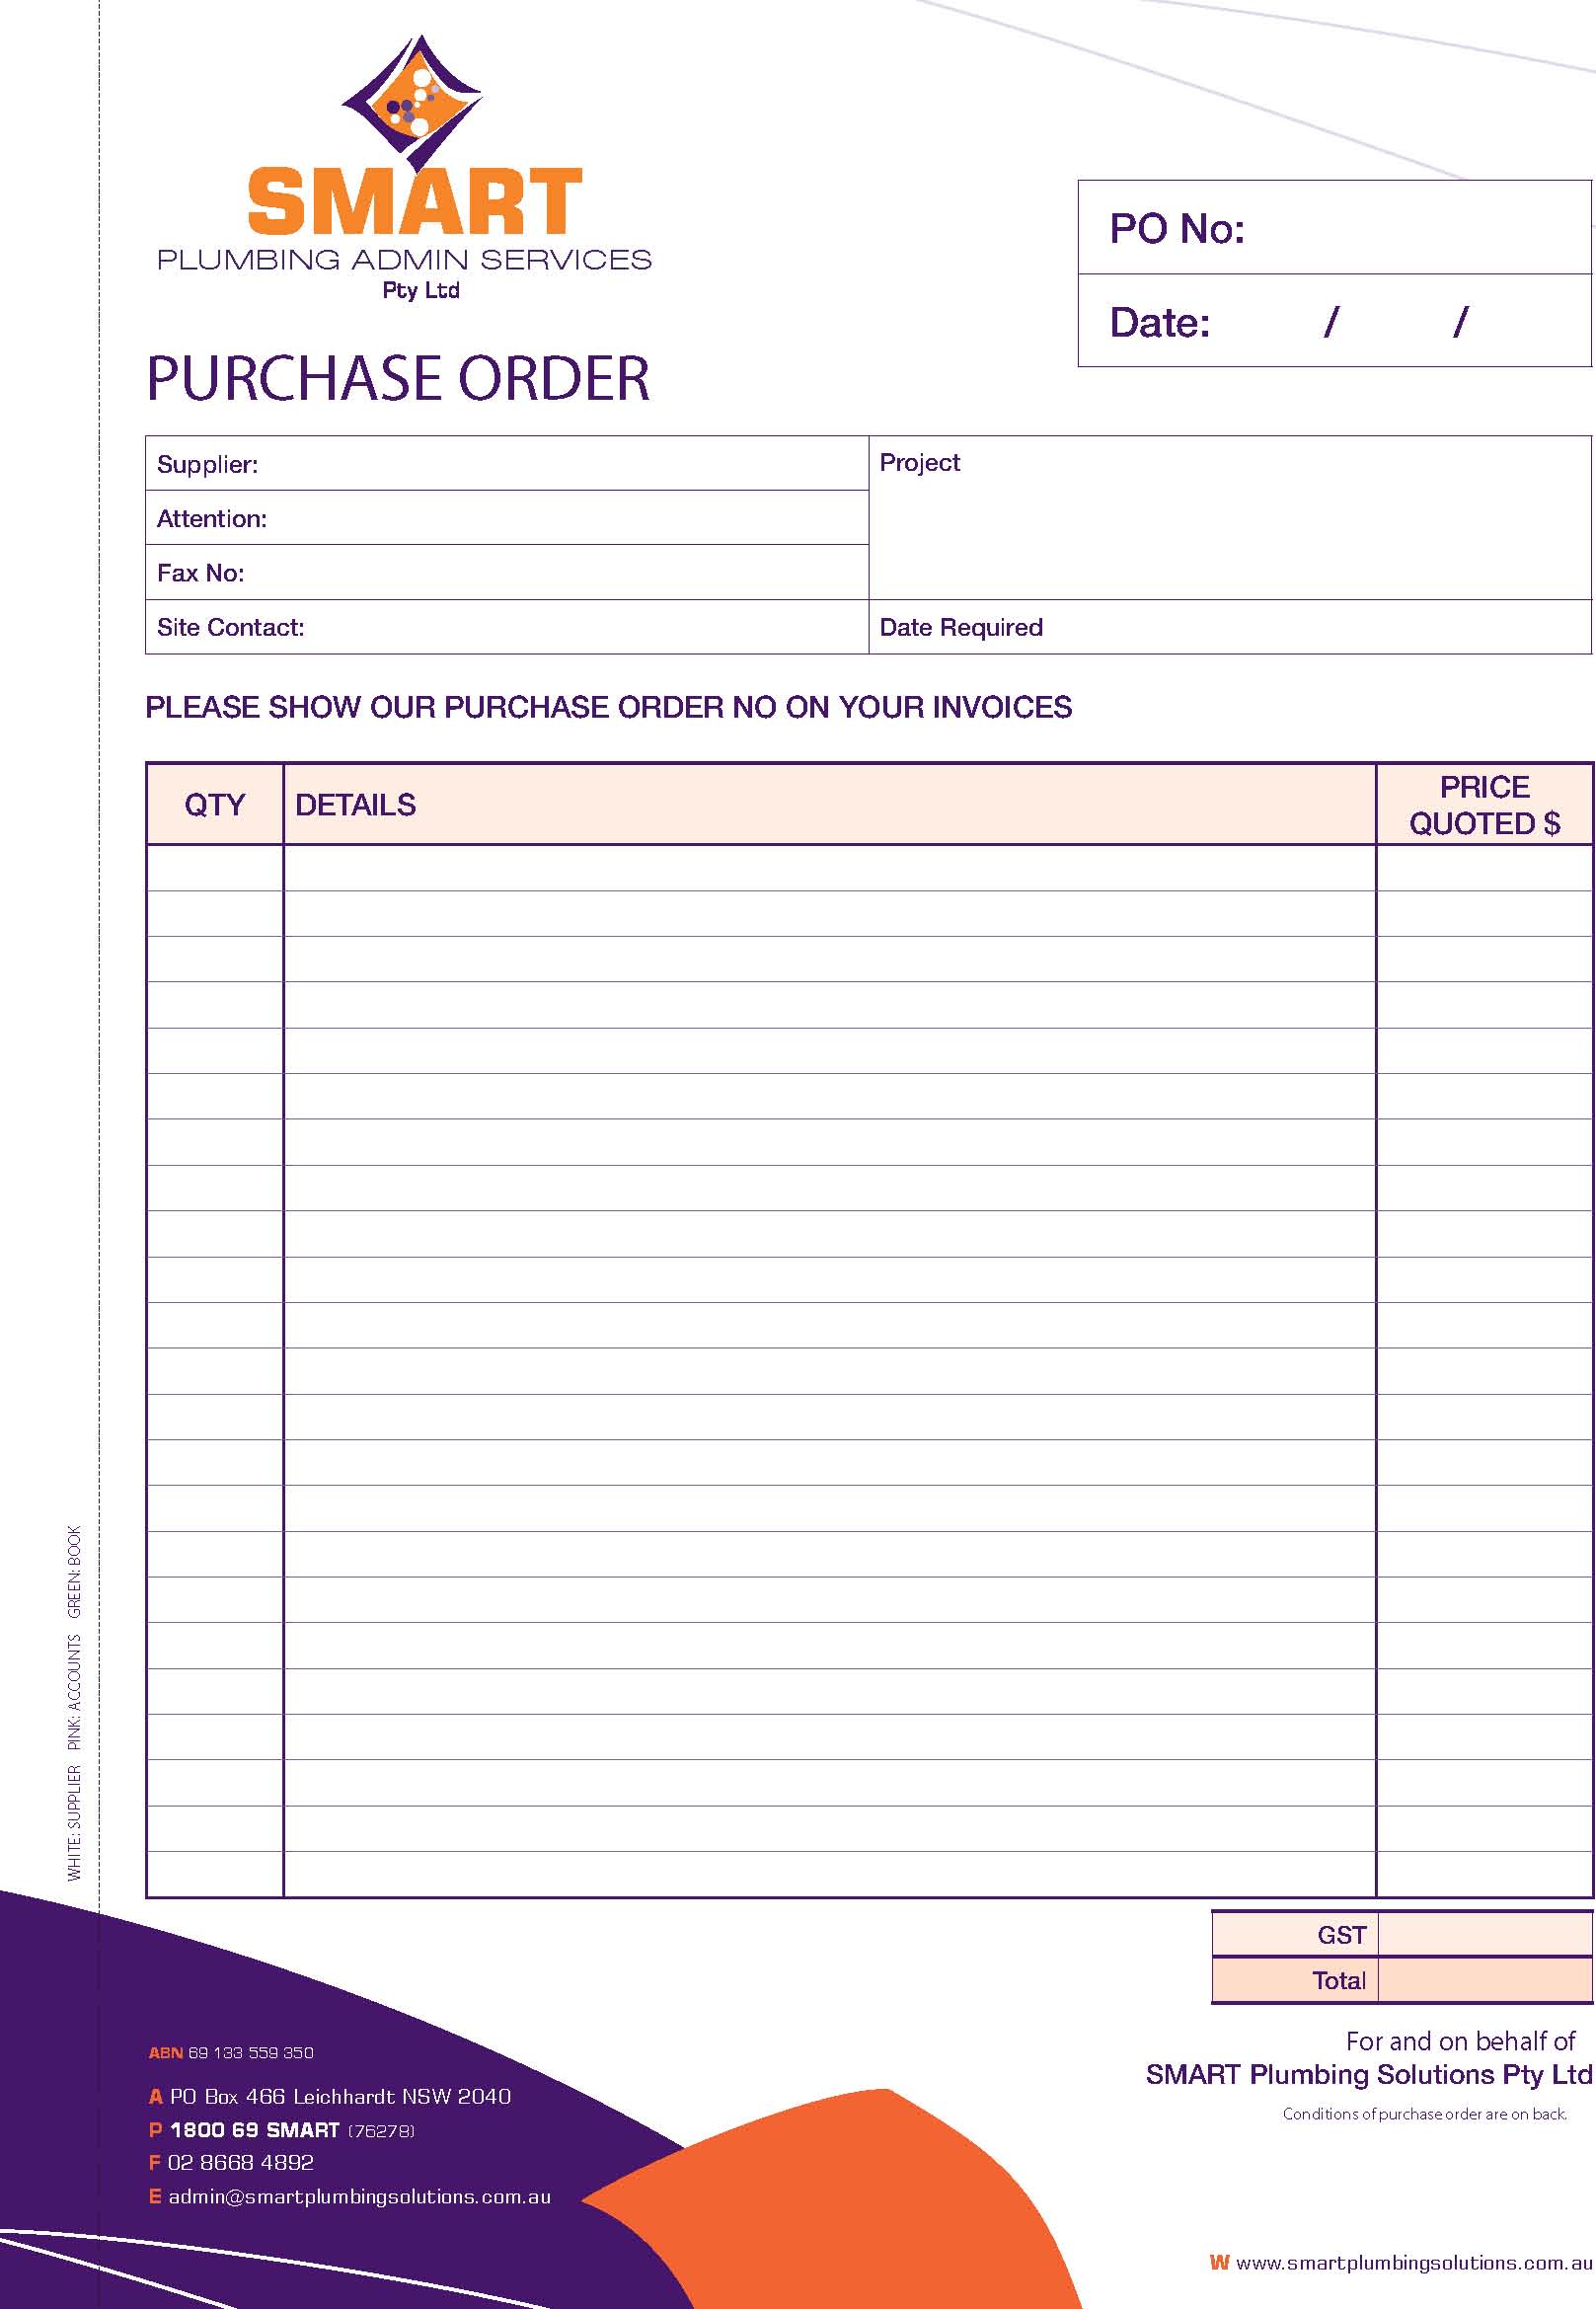 SMART
PLUMBING ADMIN SERVICES
Pty Ltd
PO No:
Date: / /
PURCHASE ORDER
Supplier:
Project
Attention:
Fax No:
Site Contact:
Date Required
PLEASE SHOW OUR PURCHASE ORDER NO ON YOUR INVOICES
QTY
DETAILS
PRICE
QUOTED $
WHITE: SUPPLIER PINK: ACCOUNTS GREEN: BOOK
GST
Total
For and on behalf of
SMART Plumbing Solutions Pty Ltd
Conditions of purchase order are on back.
ABN 69 133 559 350
A PO Box 466 Leichhardt NSW 2040
P 1800 69 SMART (76278)
F 02 8668 4892
E admin@smartplumbingsolutions.com.au
W www.smartplumbingsolutions.com.au